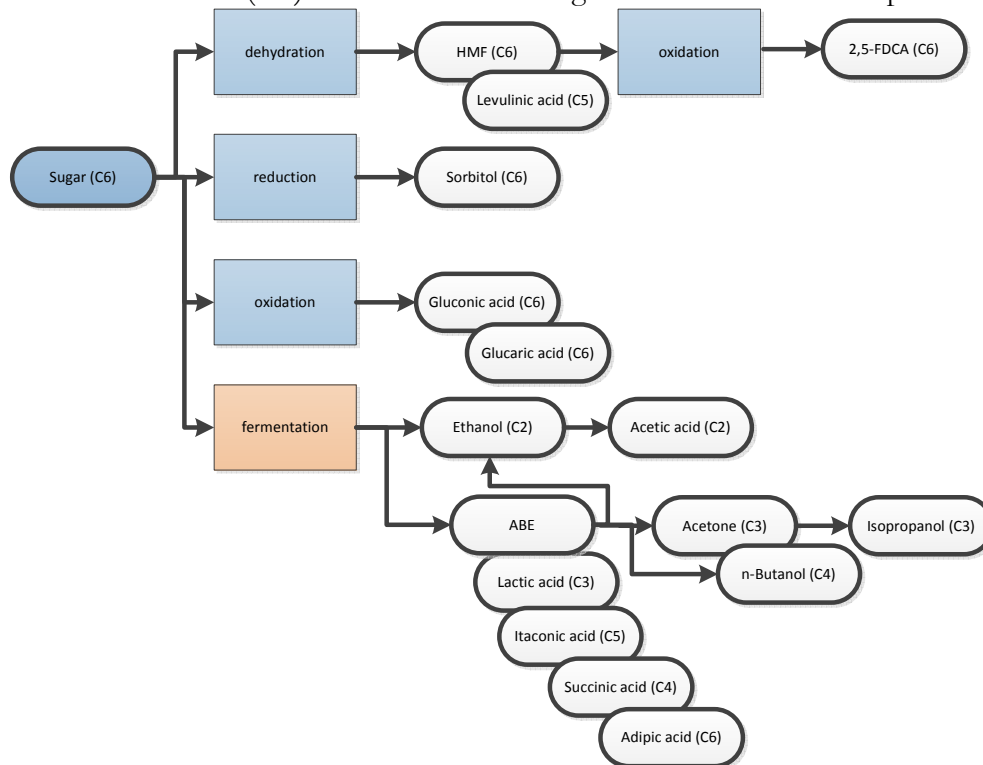 dehydration
HMF (C6)
oxidation
2,5-FDCA (C6)
Levulinic acid (C5)
Sugar (C6)
reduction
Sorbitol (C6)
oxidation
Gluconic acid (C6)
Glucaric acid (C6)
fermentation
Ethanol (C2)
Acetic acid (C2)
ABE
Acetone (C3)
Isopropanol (C3)
n-Butanol (C4)
Lactic acid (C3)
Itaconic acid (C5)
Succinic acid (C4)
Adipic acid (C6)